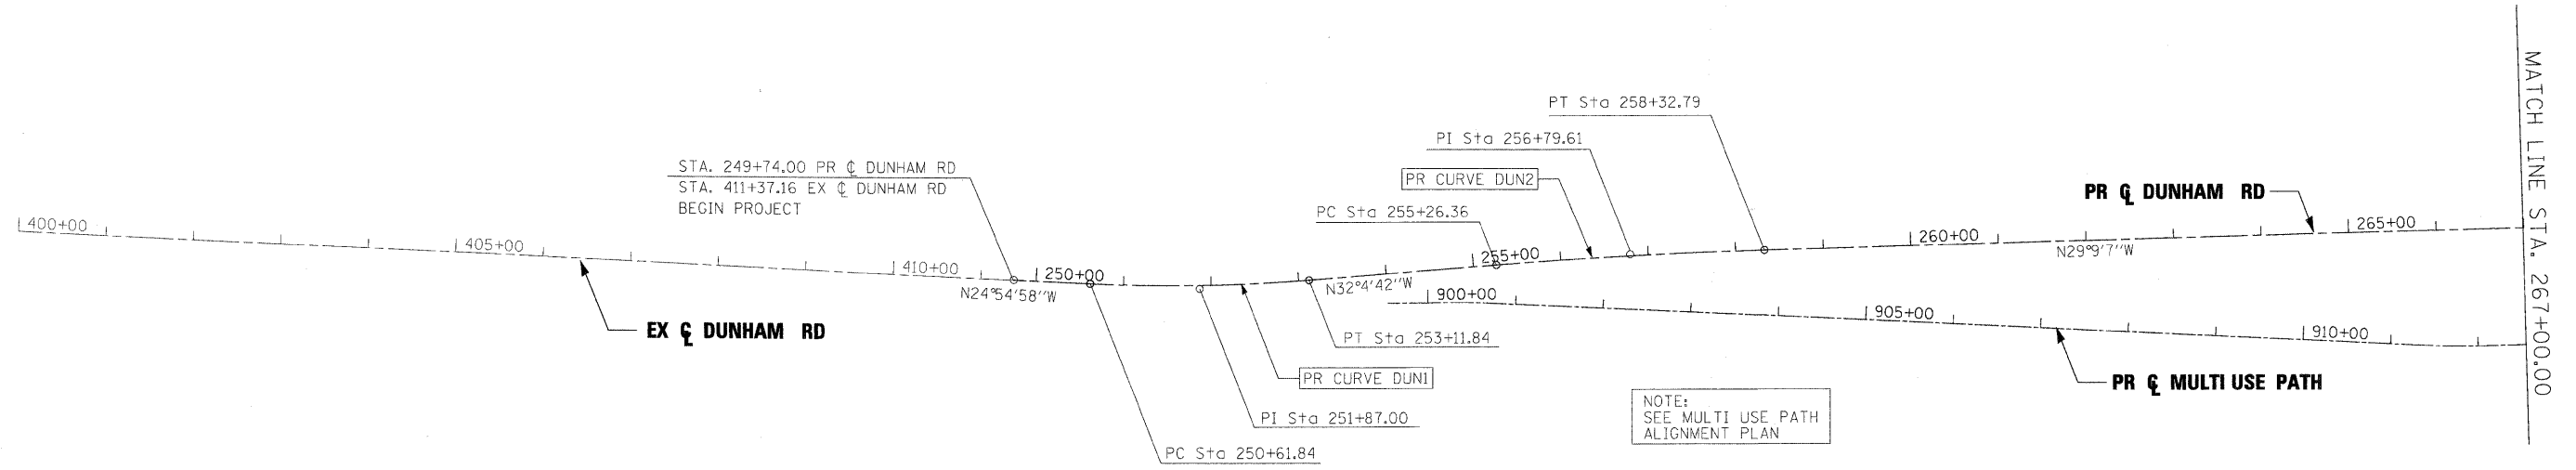 PT Sta 258+32.79
PI Sta 256+79.61
STA. 249+74.00 PR ℄ DUNHAM RD
STA. 411+37.16 EX ℄ DUNHAM RD
BEGIN PROJECT
PR CURVE DUN2
PR ℄ DUNHAM RD
PC Sta 255+26.36
400+00
405+00
410+00
250+00
255+00
260+00
265+00
N24°54'58"W
N32°4'42"W
N29°9'7"W
900+00
905+00
910+00
EX ℄ DUNHAM RD
PT Sta 253+11.84
PR CURVE DUN1
PR ℄ MULTI USE PATH
PI Sta 251+87.00
PC Sta 250+61.84
NOTE:
SEE MULTI USE PATH
ALIGNMENT PLAN
MATCH LINE STA. 267+00.00